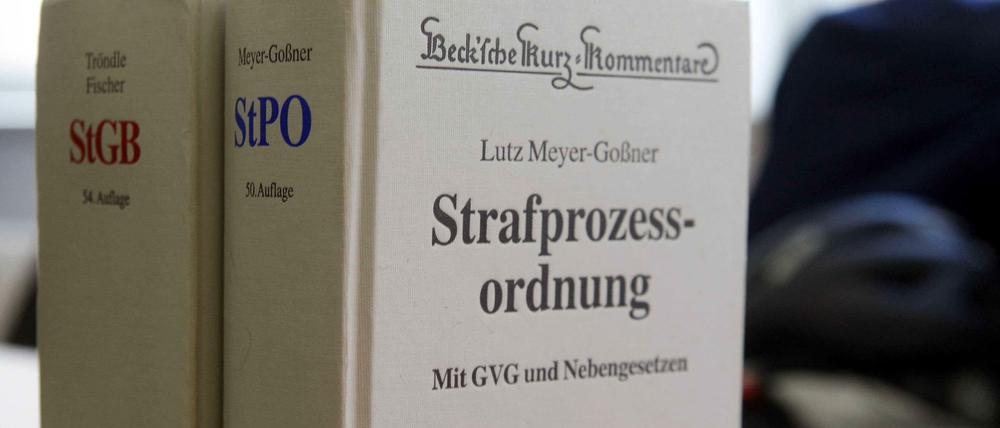 Tröndle
Fischer
StGB
54. Auflage
Meyer-Goßner
StPO
50. Auflage
Beck'sche Kurz-Kommentare
Lutz Meyer-Goßner
Strafprozess-
ordnung
Mit GVG und Nebengesetzen